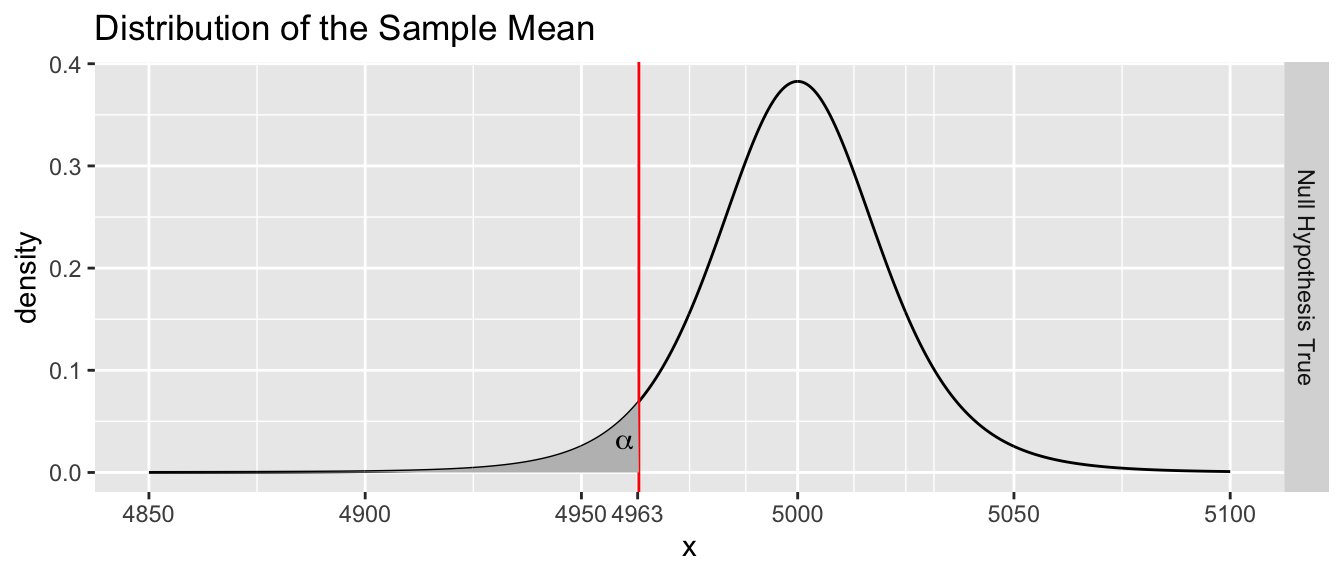 Distribution of the Sample Mean
0.4
0.3
0.2
0.1
0.0
density
α
Null Hypothesis True
4850 4900 4950 4963 5000 5050 5100
x